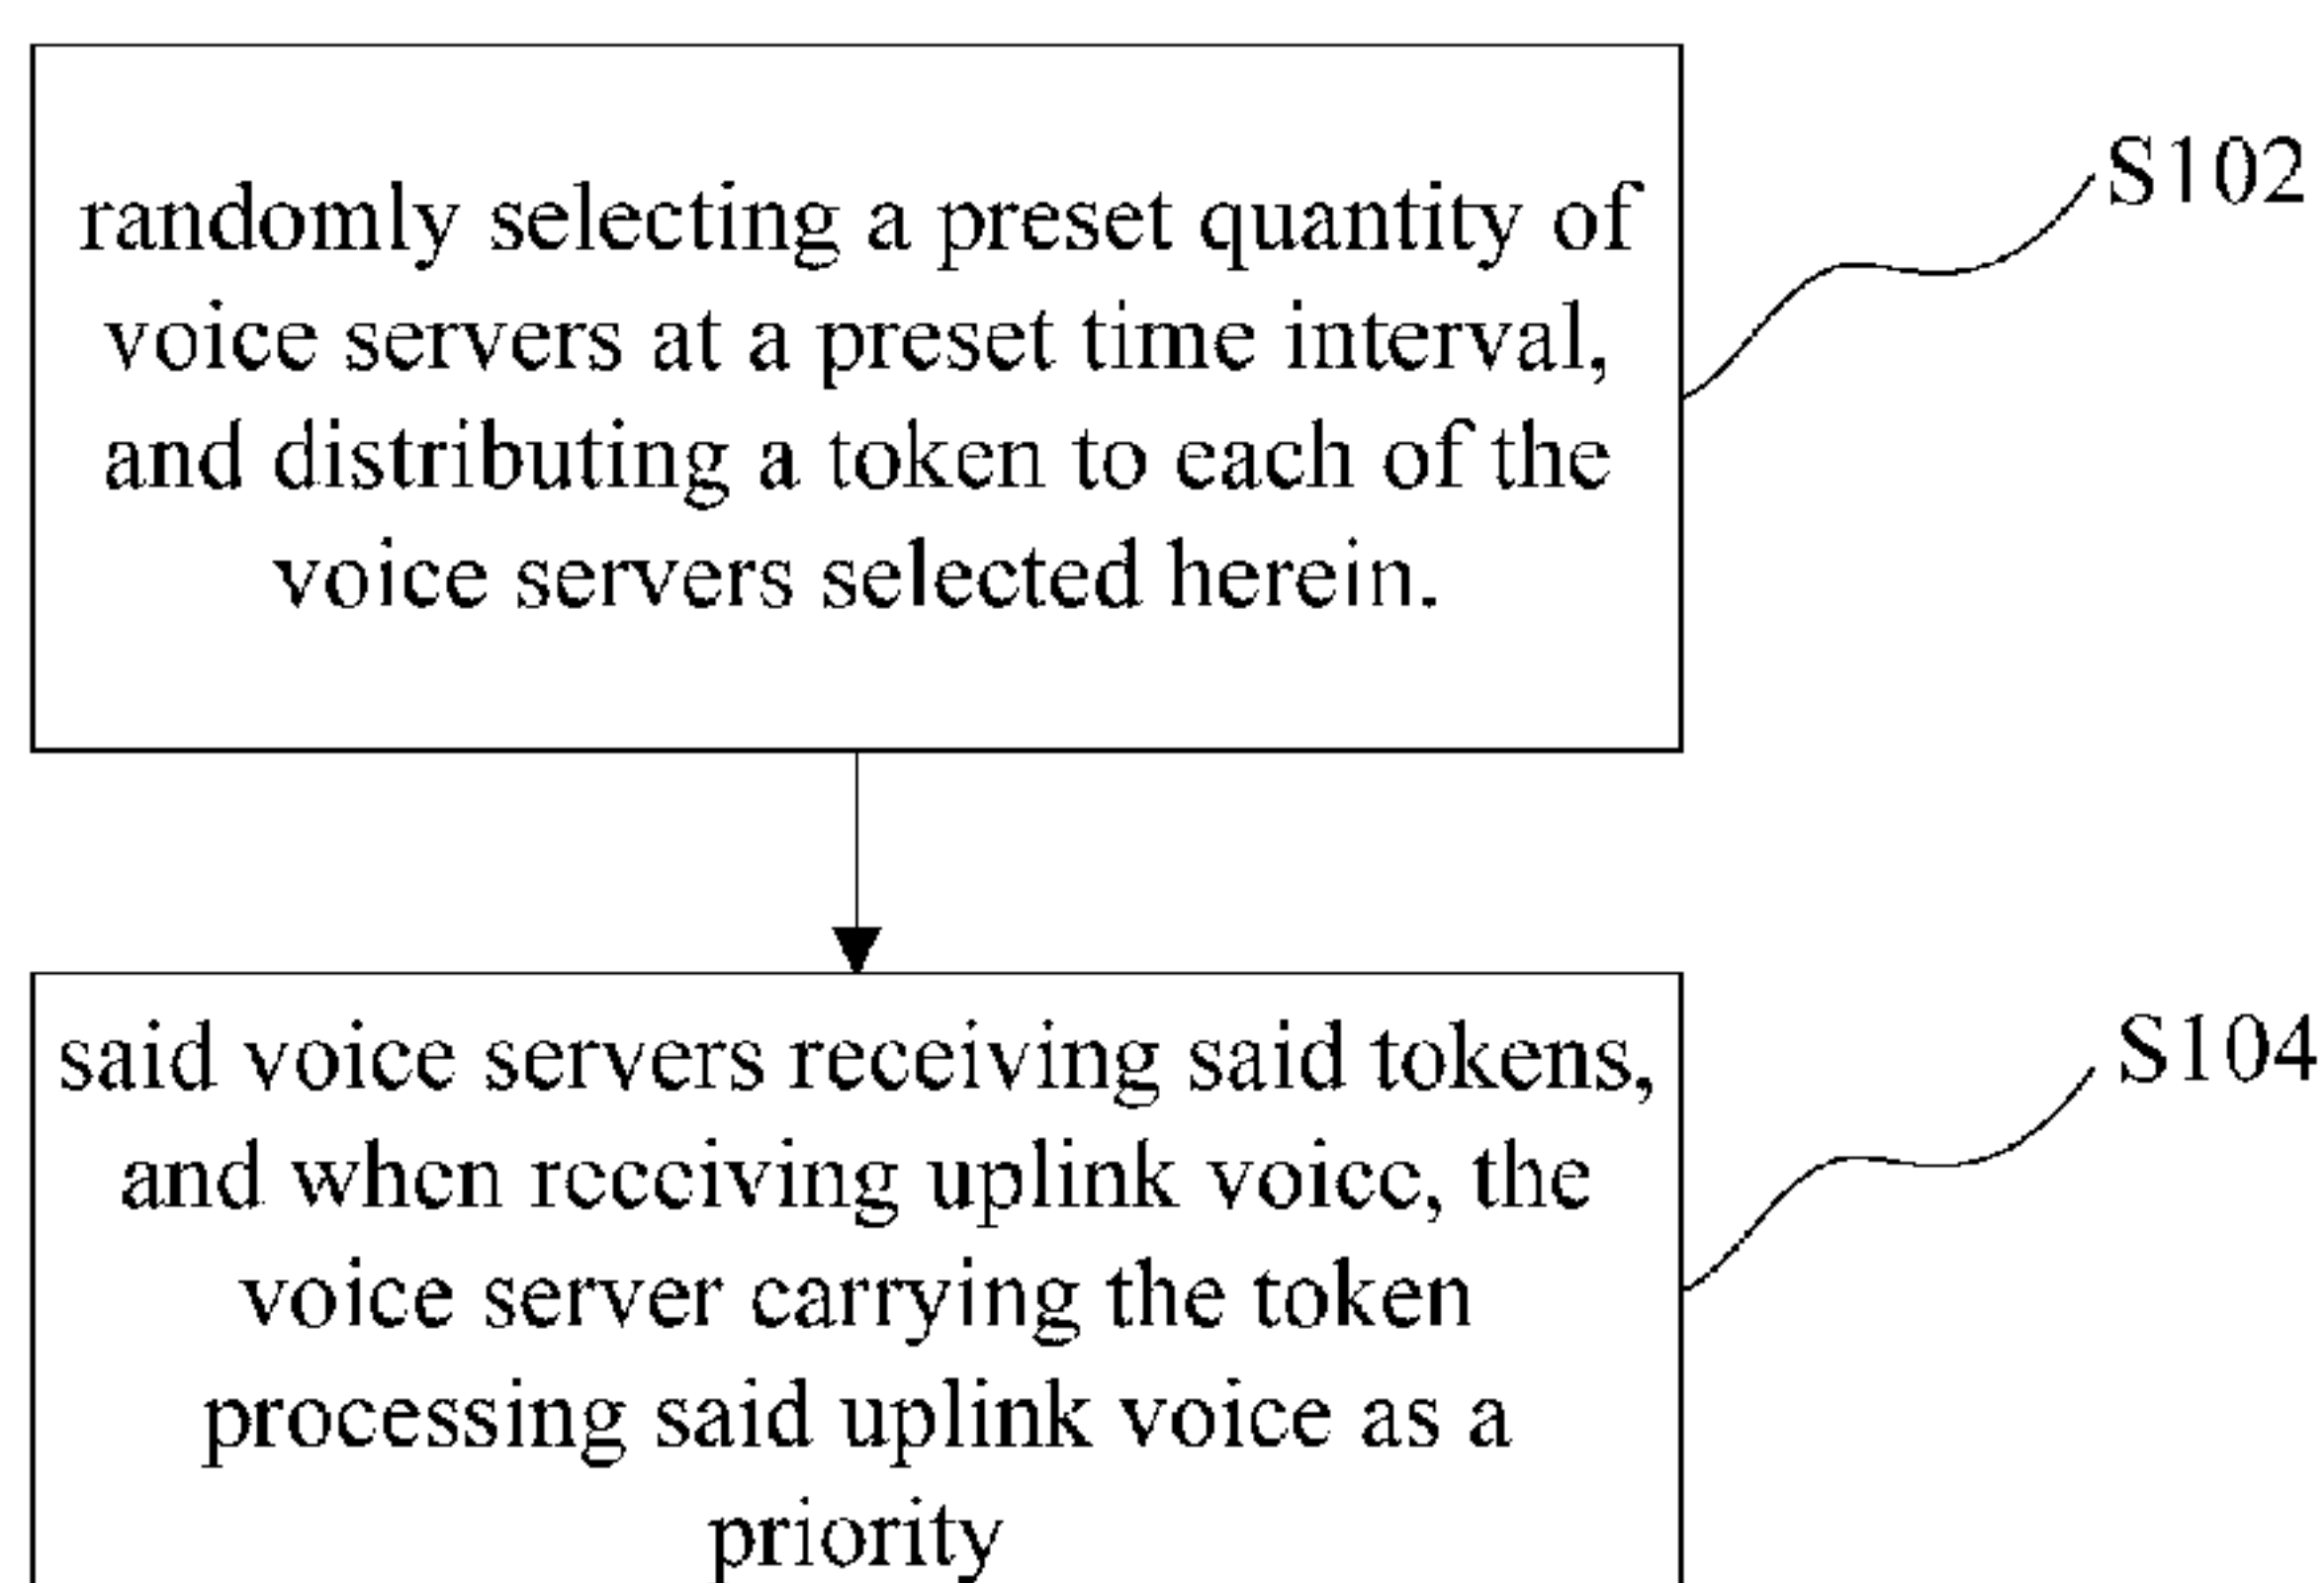 randomly selecting a preset quantity of
voice servers at a preset time interval,
and distributing a token to each of the
voice servers selected herein.
S102
said voice servers receiving said tokens,
and when receiving uplink voice, the
voice server carrying the token
processing said uplink voice as a
priority
S104